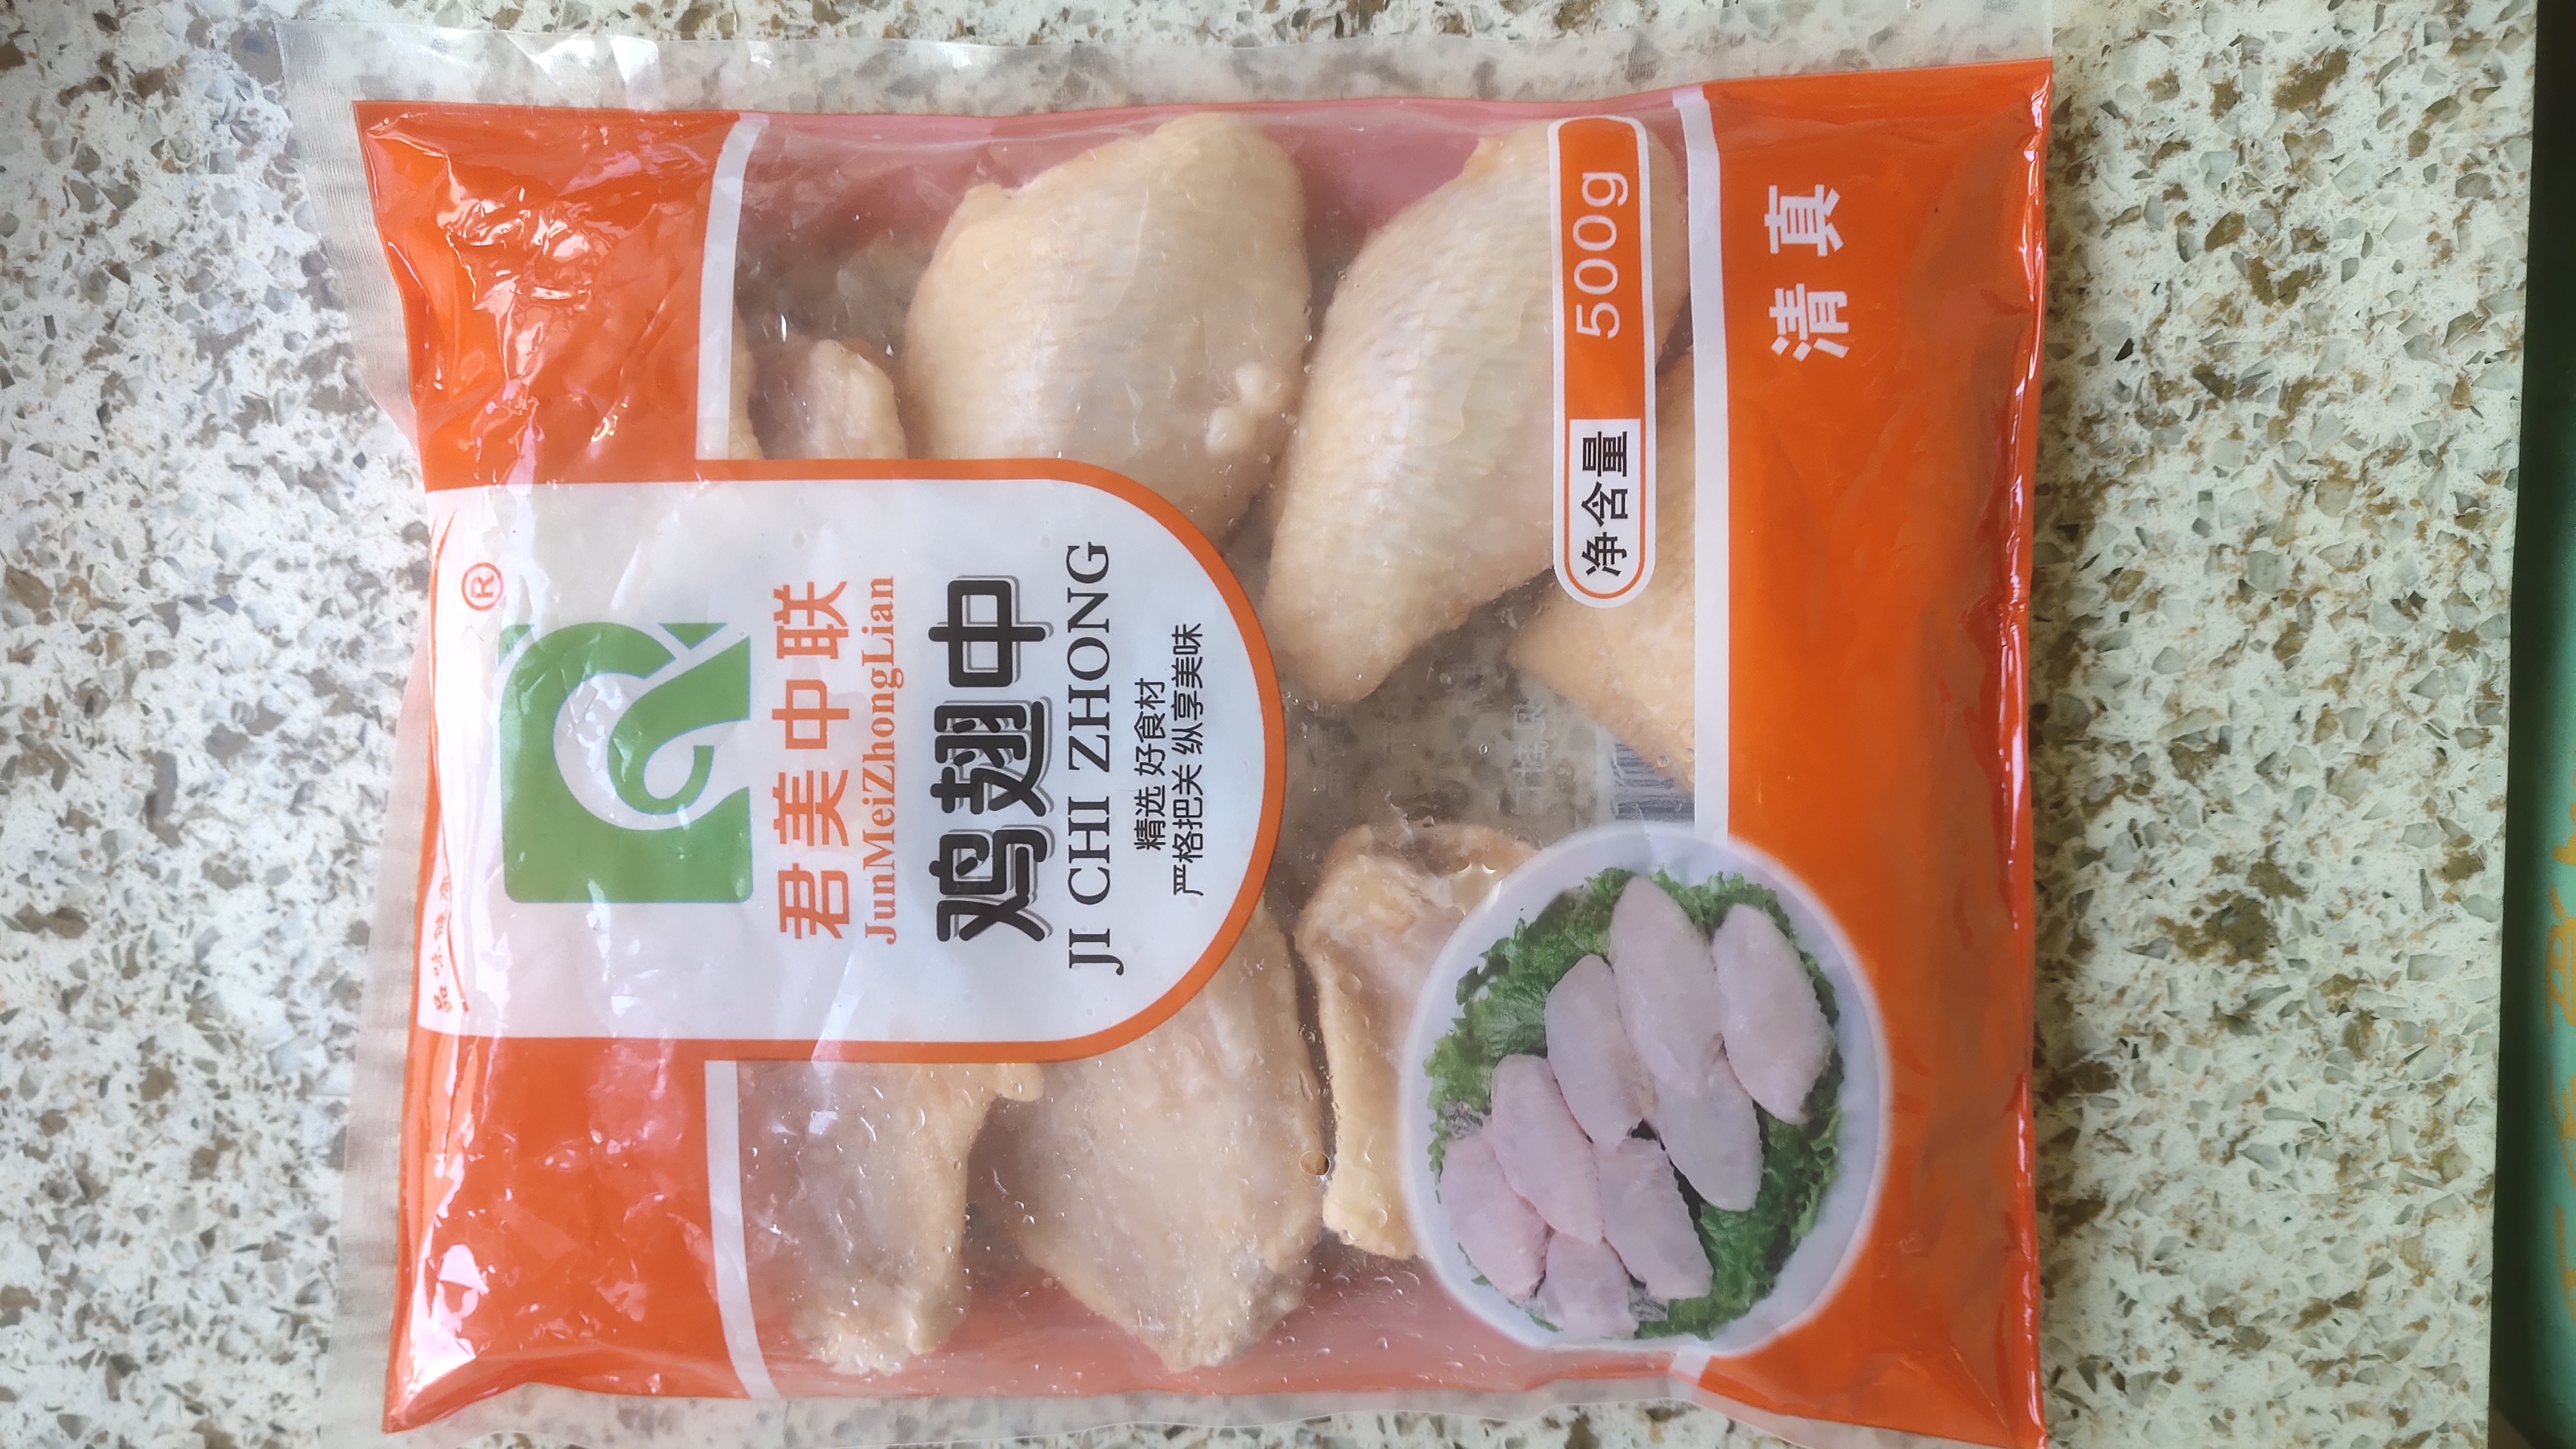 ®
君美中联
JunMeiZhongLian
鸡翅中
JI CHI ZHONG
精选 好食材
严格把关 纵享美味
净含量 500g
清真